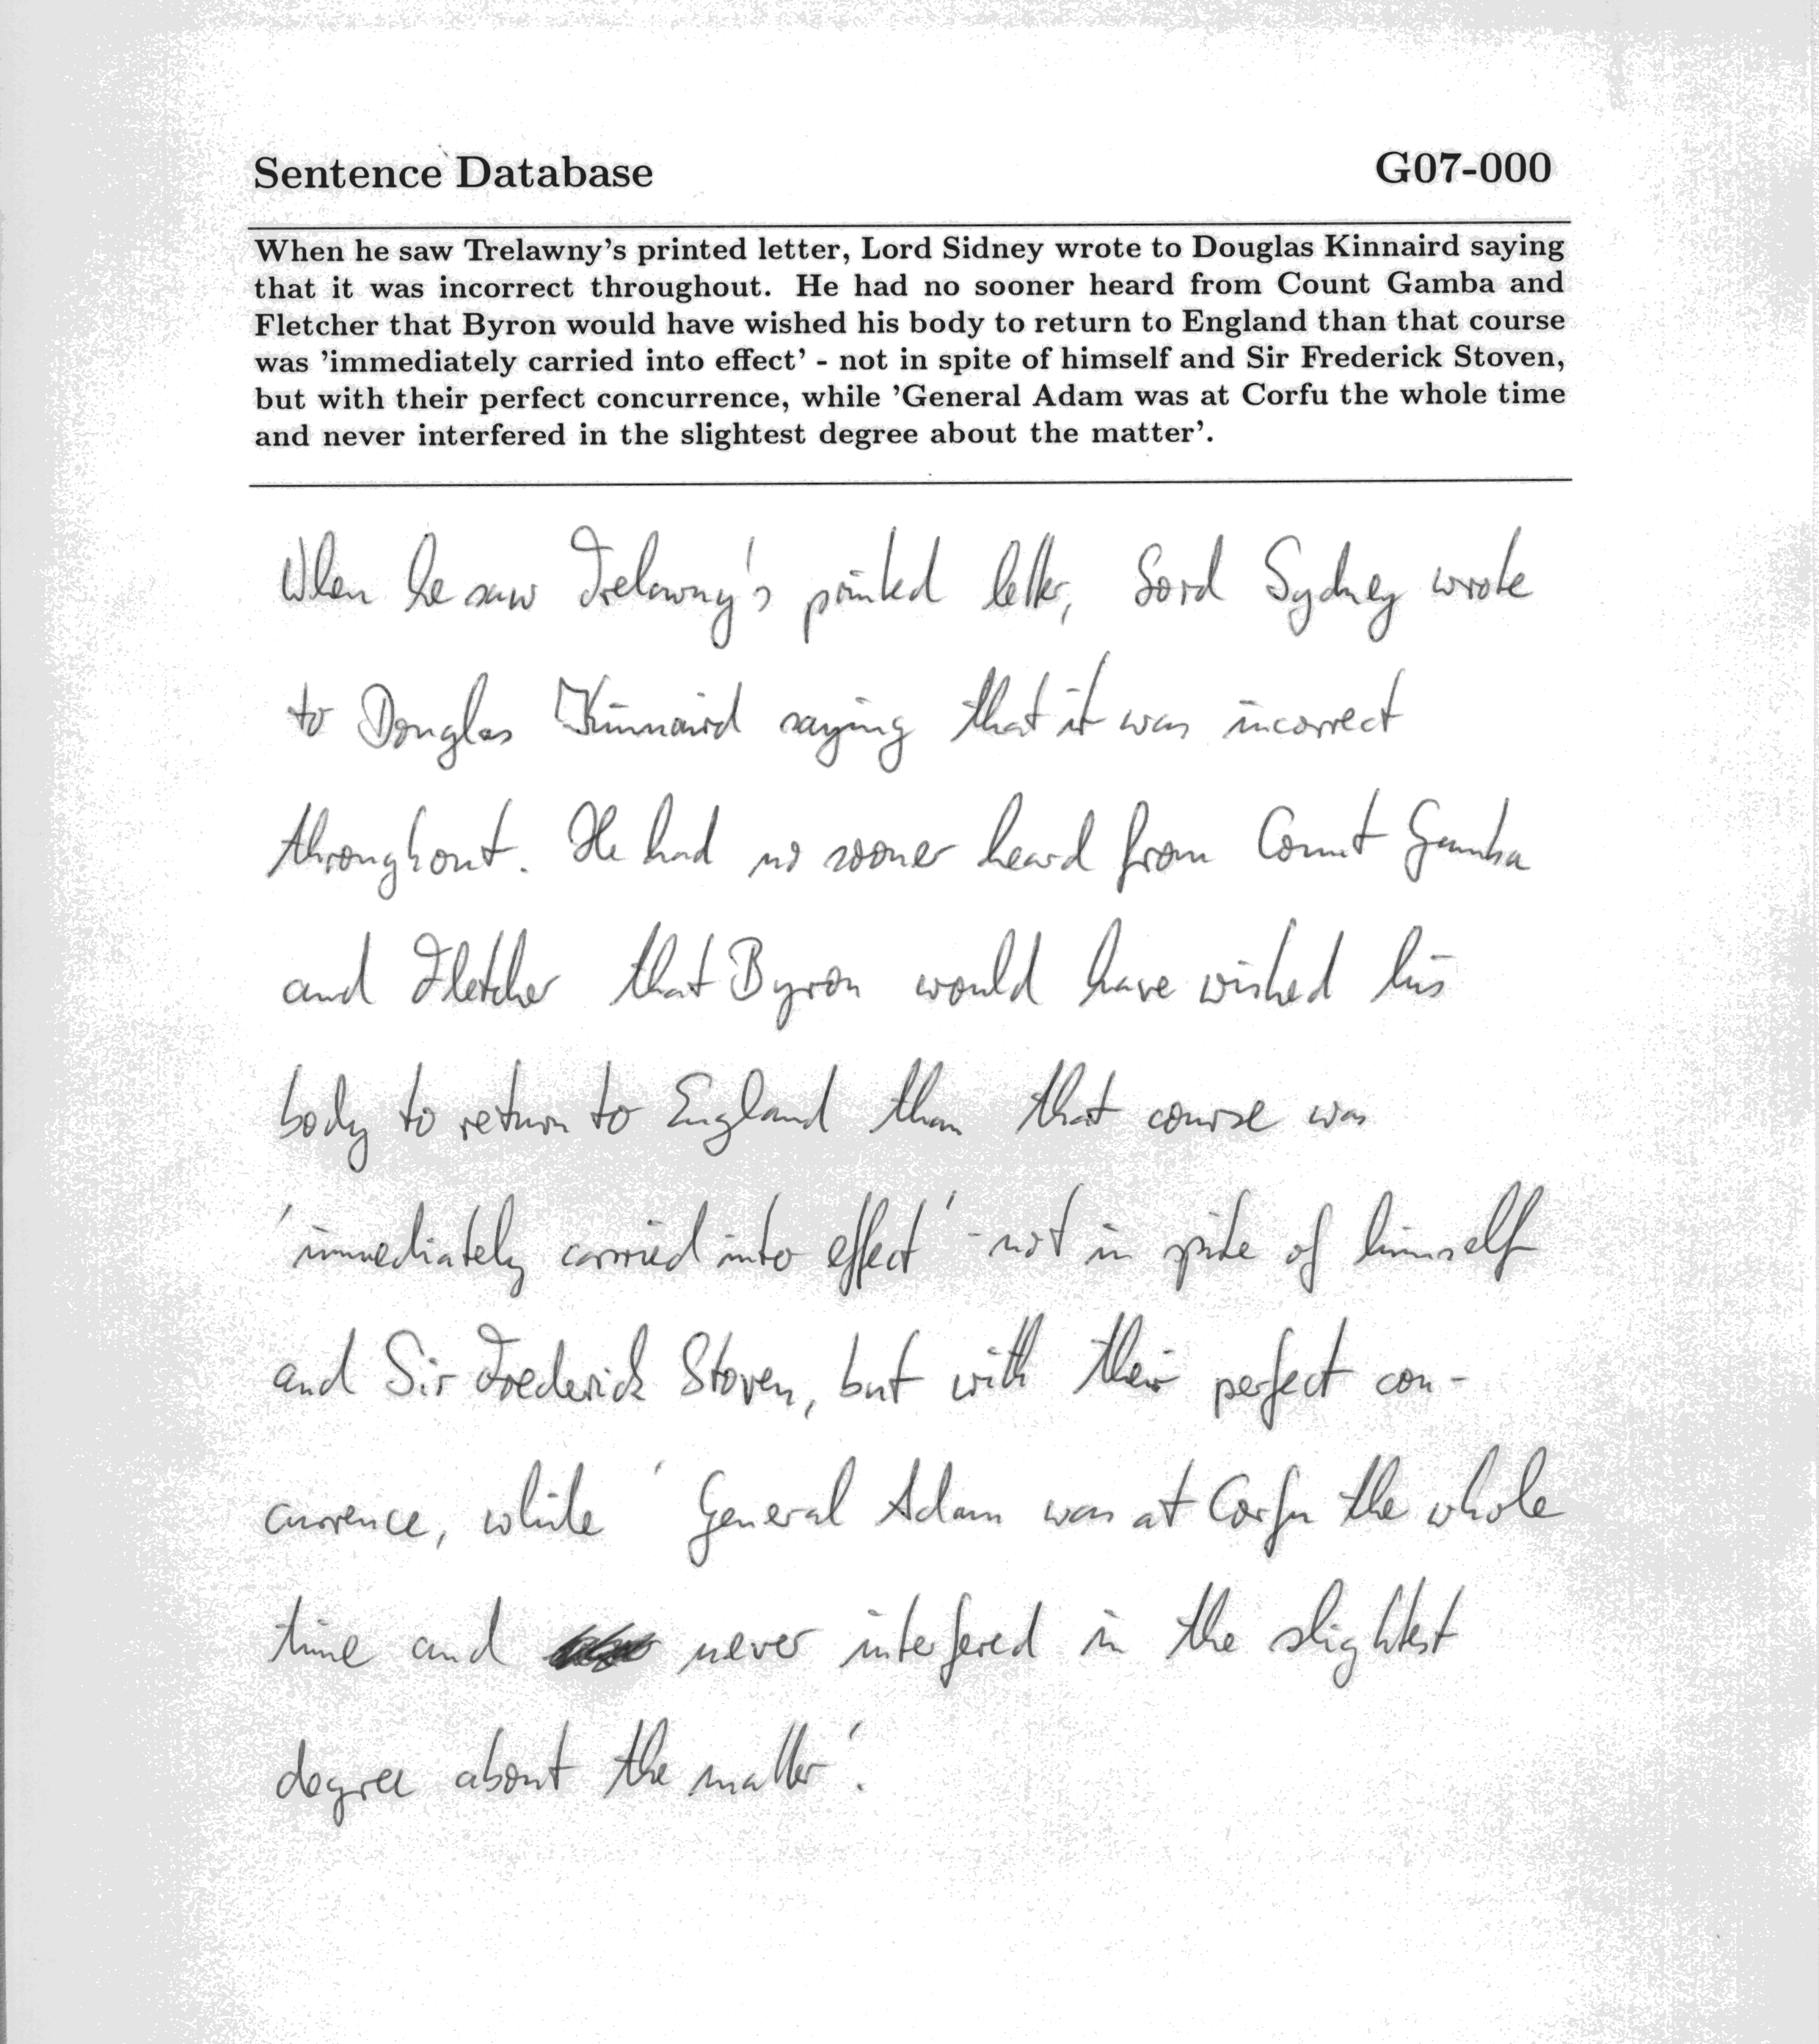 Sentence Database G07-000
When he saw Trelawny's printed letter, Lord Sidney wrote to Douglas Kinnaird saying
that it was incorrect throughout. He had no sooner heard from Count Gamba and
Fletcher that Byron would have wished his body to return to England than that course
was 'immediately carried into effect' - not in spite of himself and Sir Frederick Stoven,
but with their perfect concurrence, while 'General Adam was at Corfu the whole time
and never interfered in the slightest degree about the matter'.
When he saw Trelawny's printed letter, Lord Sydney wrote
to Douglas Kinnaird saying that it was incorrect
throughout. He had no sooner heard from Count Gamba
and Fletcher that Byron would have wished his
body to return to England than that course was
'immediately carried into effect' - not in spite of himself
and Sir Frederick Stoven, but with their perfect con-
currence, while 'General Adam was at Corfu the whole
time and never interfered in the slightest
degree about the matter'.